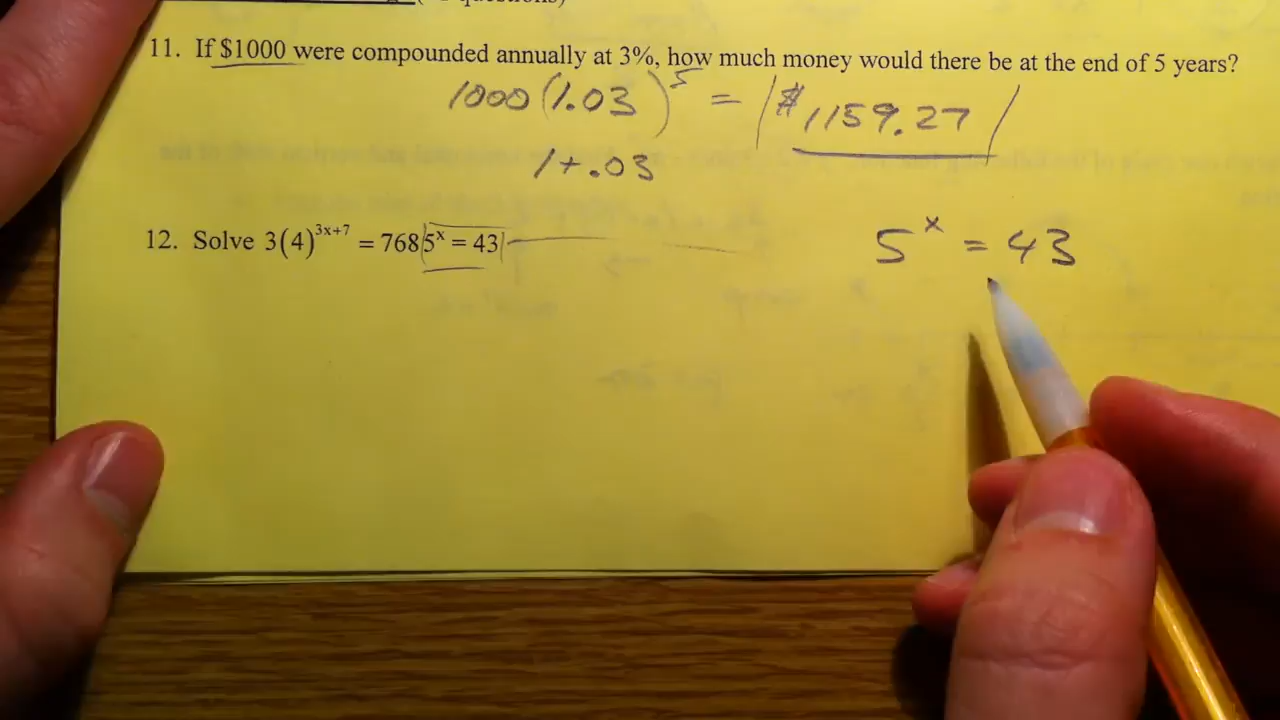 questions)
11. If $1000 were compounded annually at 3%, how much money would there be at the end of 5 years?
1000(1.03)^5 = $1159.27
1+.03
12. Solve 3(4)^{3x+7} = 768 5^x = 43
5^x = 43